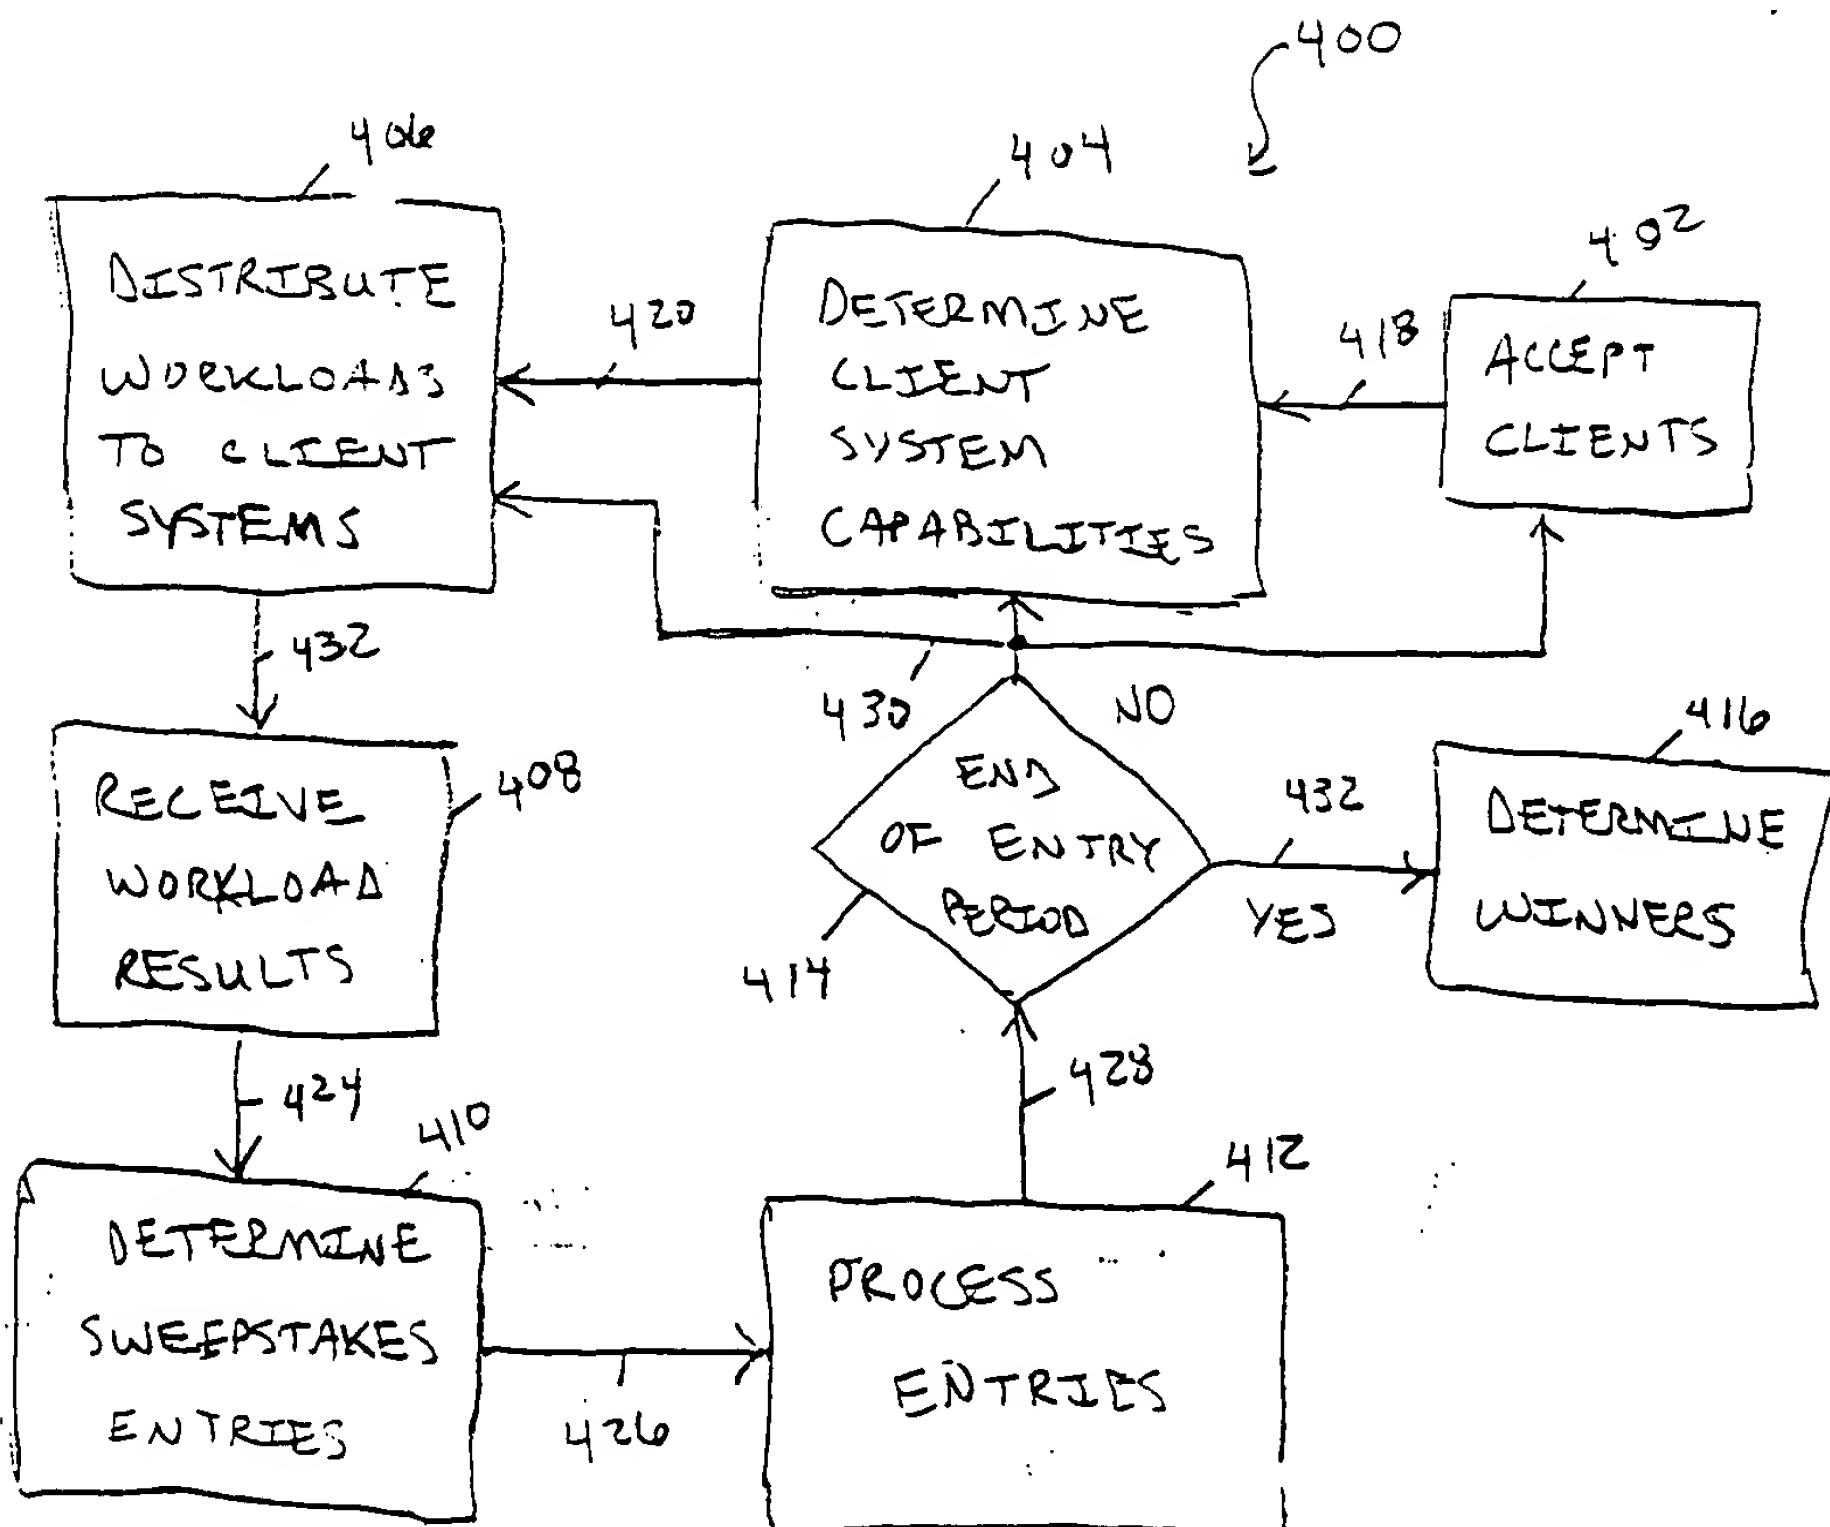 400
406
404
402
DISTRIBUTE
WORKLOADS
TO CLIENT
SYSTEMS
420
DETERMINE
CLIENT
SYSTEM
CAPABILITIES
418
ACCEPT
CLIENTS
432
430
NO
416
RECEIVE
WORKLOAD
RESULTS
408
END
OF ENTRY
PERIOD
414
432
YES
DETERMINE
WINNERS
424
410
428
412
DETERMINE
SWEEPSTAKES
ENTRIES
426
PROCESS
ENTRIES